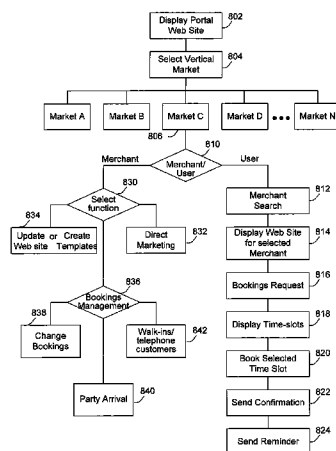 Display Portal
Web Site
802
Select Vertical
Market
804
Market A
Market B
Market C
Market D
Market N
806
810
Merchant
Merchant/
User
User
830
Select
function
812
Merchant
Search
834
Update or Create
Web site Templates
Direct
Marketing
832
Display Web Site
for selected
Merchant
814
Bookings Request
816
836
Bookings
Management
838
Change
Bookings
Walk-ins/
telephone
customers
842
Display Time-slots
818
Book Selected
Time Slot
820
Party Arrival
840
Send Confirmation
822
Send Reminder
824